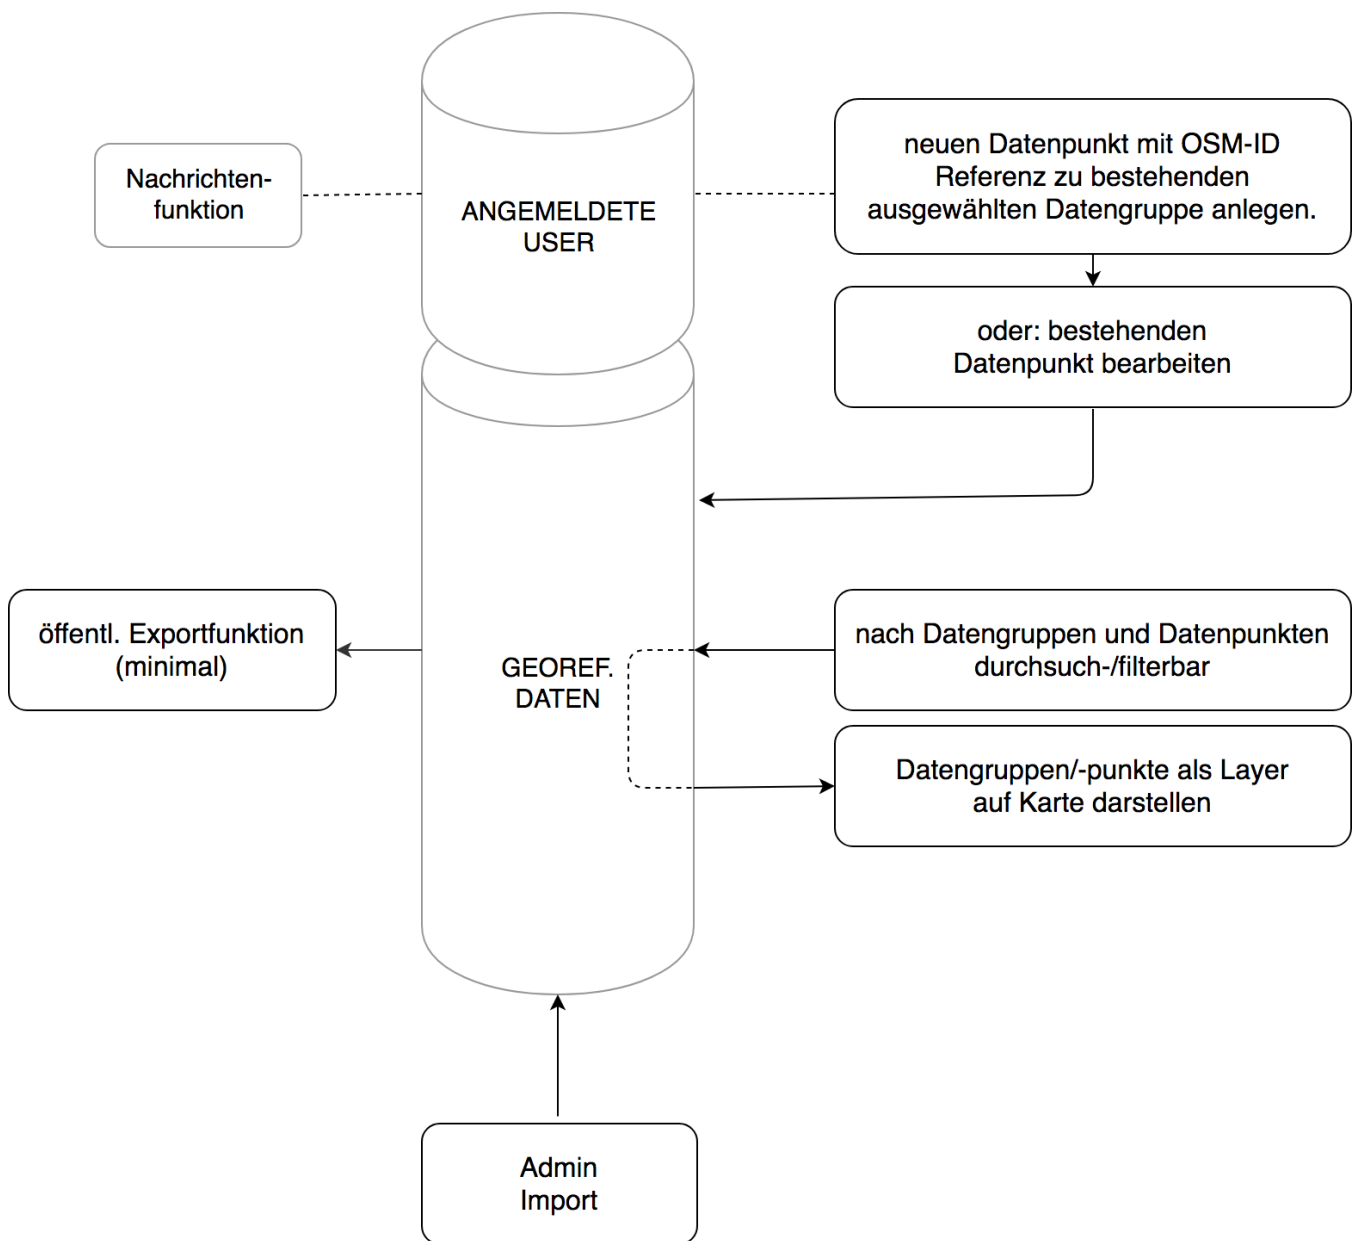 neuen Datenpunkt mit OSM-ID
Referenz zu bestehenden
ausgewählten Datengruppe anlegen.
Nachrichten-
funktion
ANGEMELDETE
USER
oder: bestehenden
Datenpunkt bearbeiten
öffentl. Exportfunktion
(minimal)
GEOREF.
DATEN
nach Datengruppen und Datenpunkten
durchsuch-/filterbar
Datengruppen/-punkte als Layer
auf Karte darstellen
Admin
Import